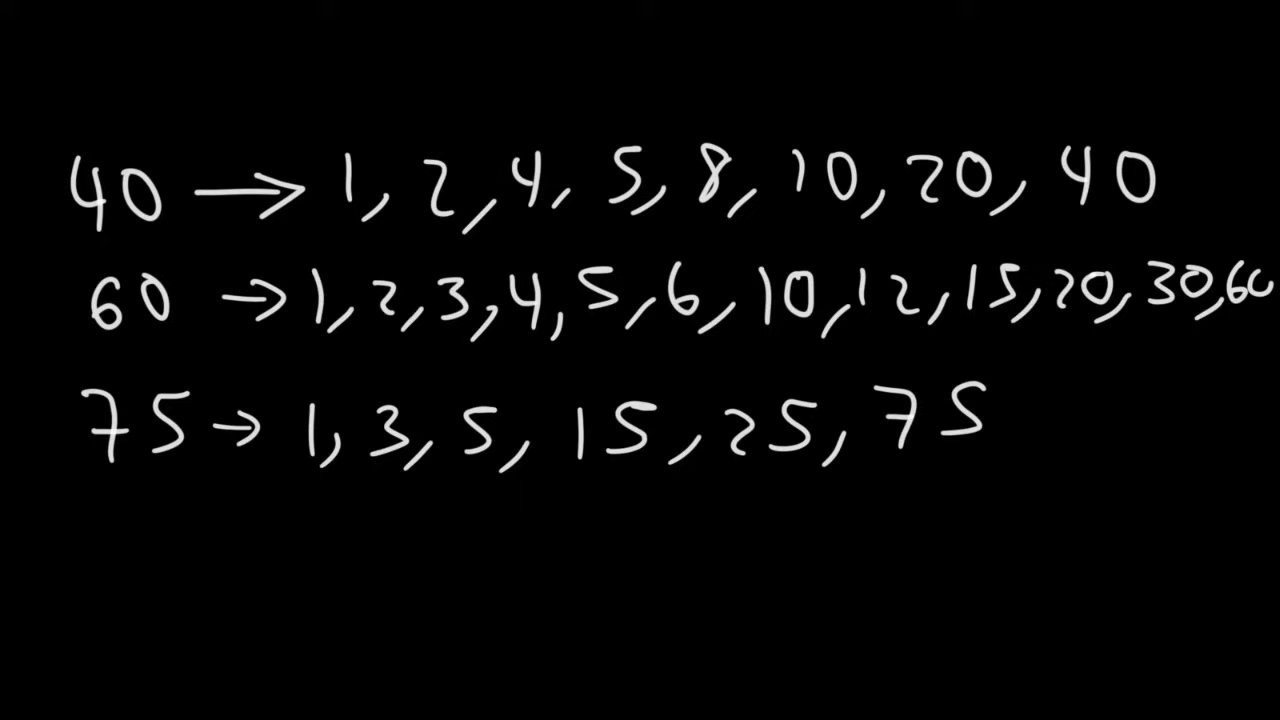 40 → 1, 2, 4, 5, 8, 10, 20, 40
60 → 1, 2, 3, 4, 5, 6, 10, 12, 15, 20, 30, 60
75 → 1, 3, 5, 15, 25, 75